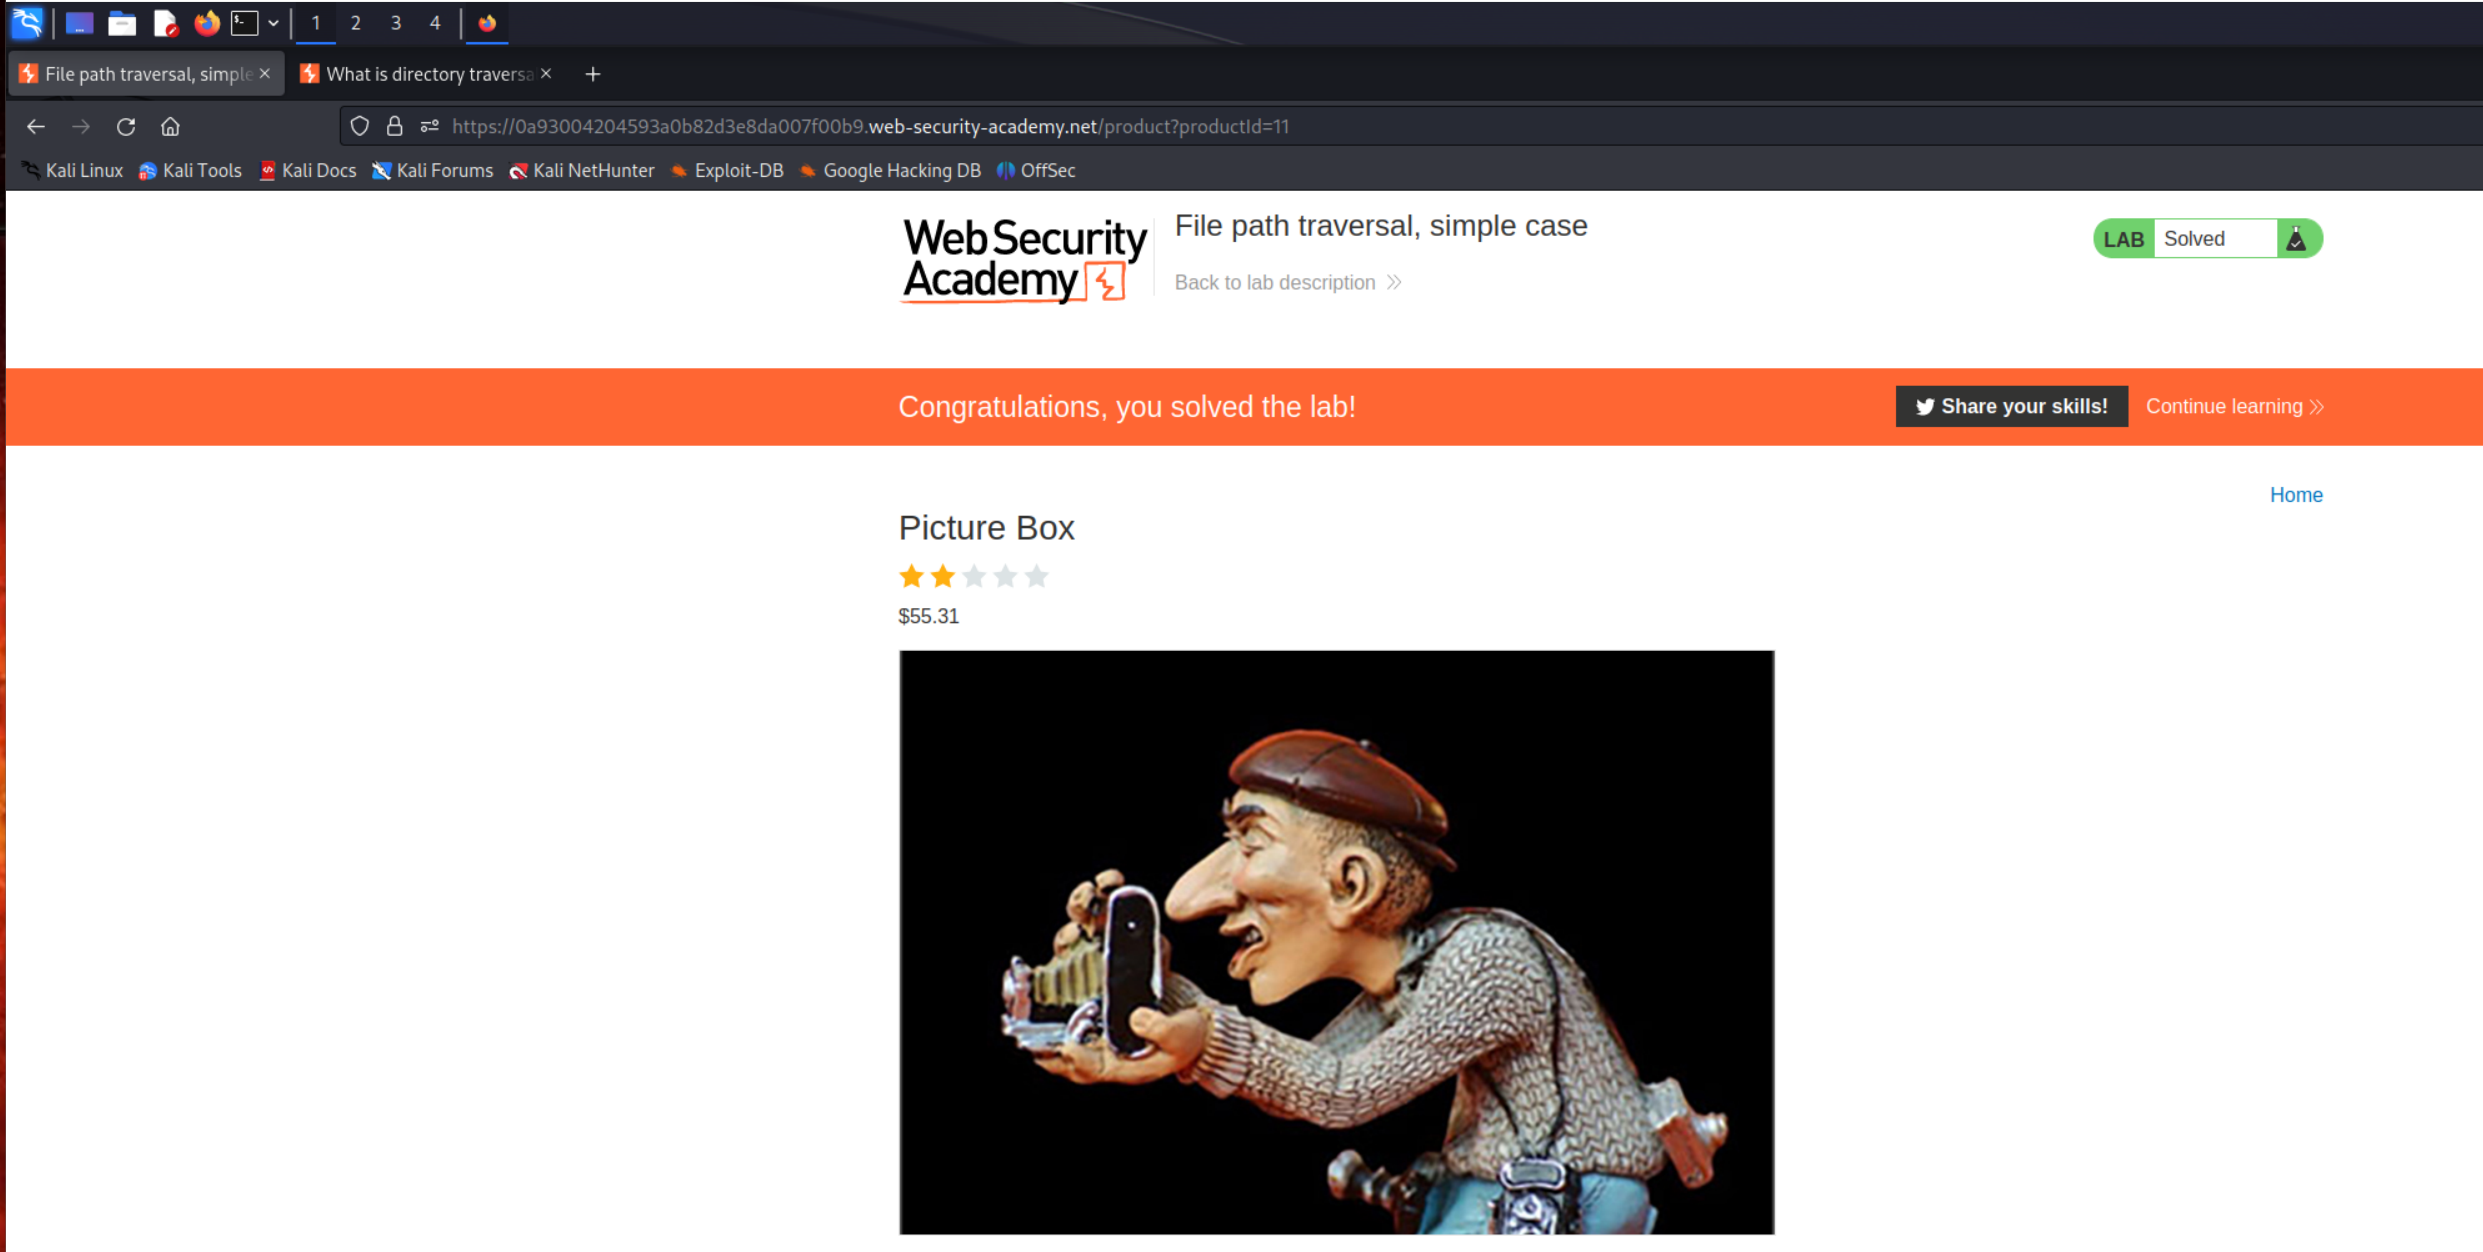 1 2 3 4
File path traversal, simple
What is directory traversa
https://0a93004204593a0b82d3e8da007f00b9.web-security-academy.net/product?productId=11
Kali Linux Kali Tools Kali Docs Kali Forums Kali NetHunter Exploit-DB Google Hacking DB OffSec
Web Security
Academy
File path traversal, simple case
Back to lab description
LAB Solved
Congratulations, you solved the lab!
Share your skills! Continue learning
Home
Picture Box
$55.31